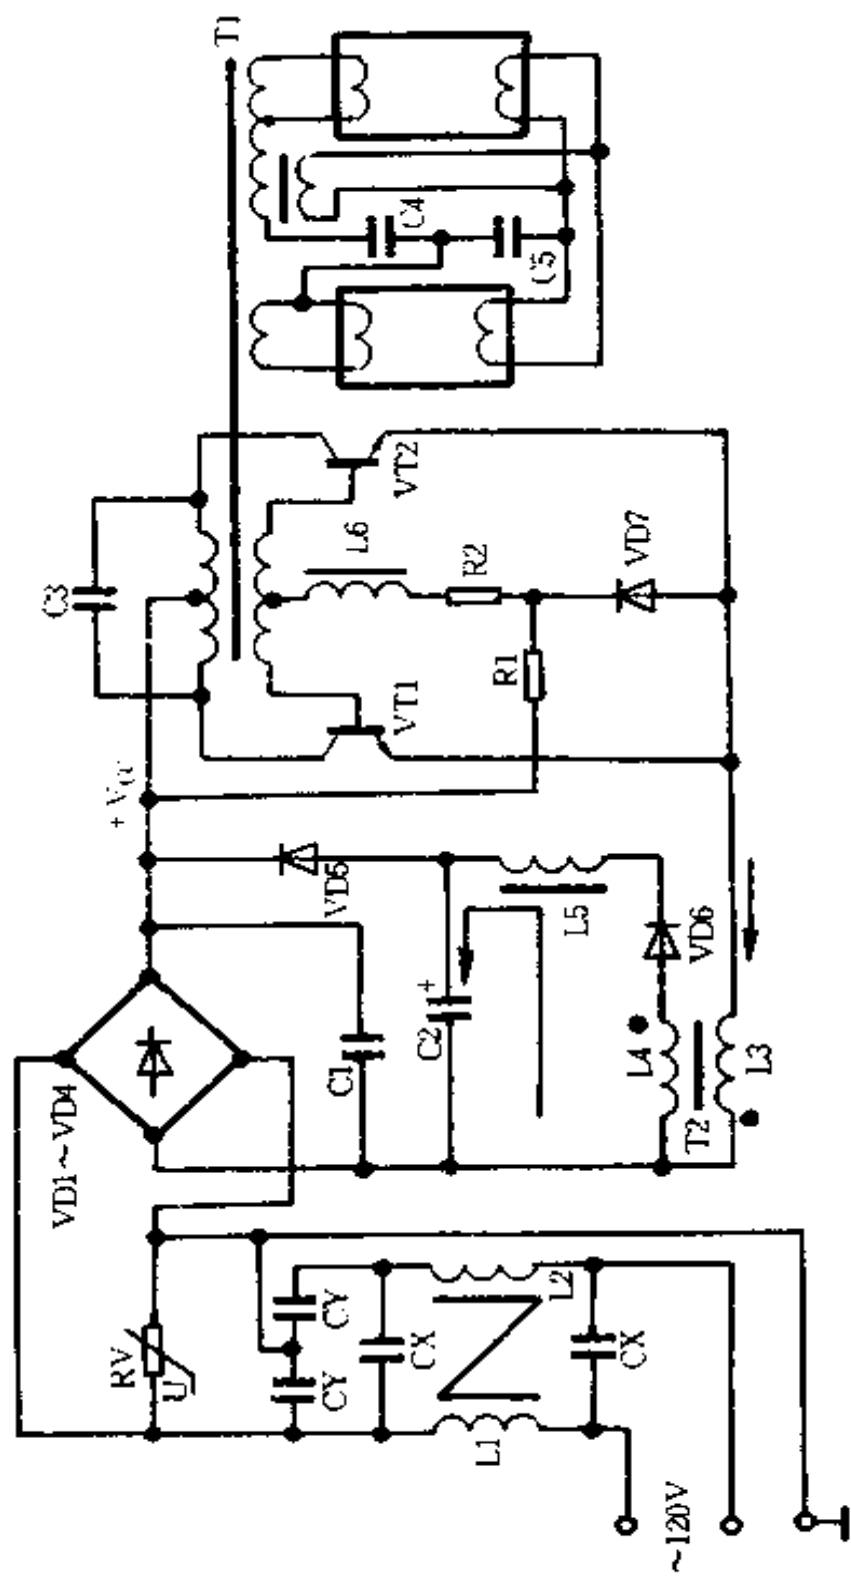 ~120V
L1
L2
CX
CX
CY
CY
RV
U
VD1~VD4
C1
C2
+
VD5
L5
VD6
L4
T2
L3
+Vcc
C3
VT1
VT2
R1
R2
L6
VD7
T1
C4
C5